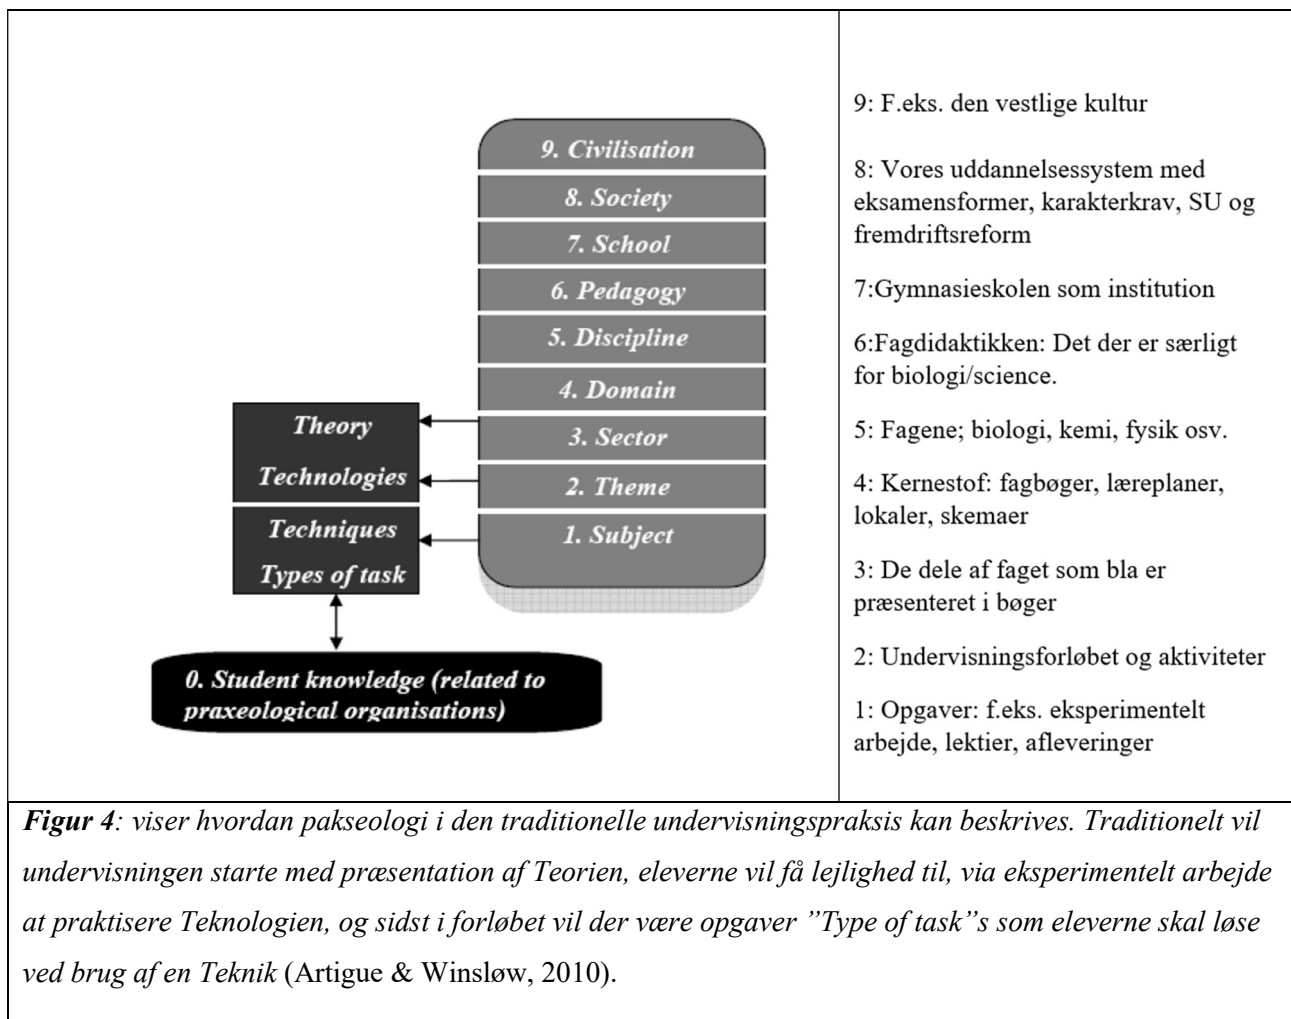 9. Civilisation
8. Society
7. School
6. Pedagogy
5. Discipline
4. Domain
3. Sector
2. Theme
1. Subject
Theory
Technologies
Techniques
Types of task
0. Student knowledge (related to
praxeological organisations)
9: F.eks. den vestlige kultur
8: Vores uddannelsessystem med
eksamensformer, karakterkrav, SU og
fremdriftsreform
7:Gymnasieskolen som institution
6:Fagdidaktikken: Det der er særligt
for biologi/science.
5: Fagene; biologi, kemi, fysik osv.
4: Kernestof: fagbøger, læreplaner,
lokaler, skemaer
3: De dele af faget som bla er
præsenteret i bøger
2: Undervisningsforløbet og aktiviteter
1: Opgaver: f.eks. eksperimentelt
arbejde, lektier, afleveringer
Figur 4: viser hvordan pakseologi i den traditionelle undervisningspraksis kan beskrives. Traditionelt vil
undervisningen starte med præsentation af Teorien, eleverne vil få lejlighed til, via eksperimentelt arbejde
at praktisere Teknologien, og sidst i forløbet vil der være opgaver ”Type of task”s som eleverne skal løse
ved brug af en Teknik (Artigue & Winsløw, 2010).